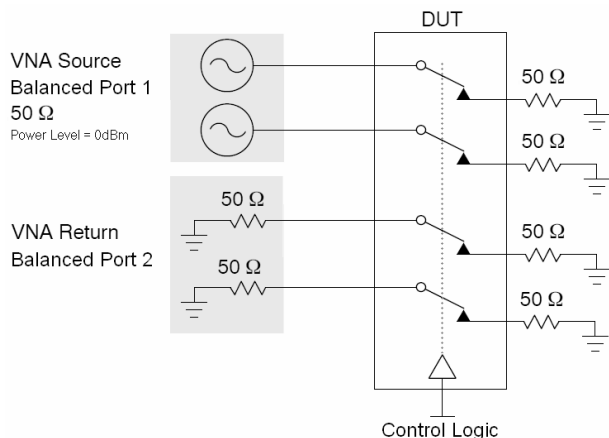 DUT
VNA Source
Balanced Port 1
50 Ω
Power Level = 0dBm
50 Ω
50 Ω
VNA Return
Balanced Port 2
50 Ω
50 Ω
50 Ω
50 Ω
Control Logic